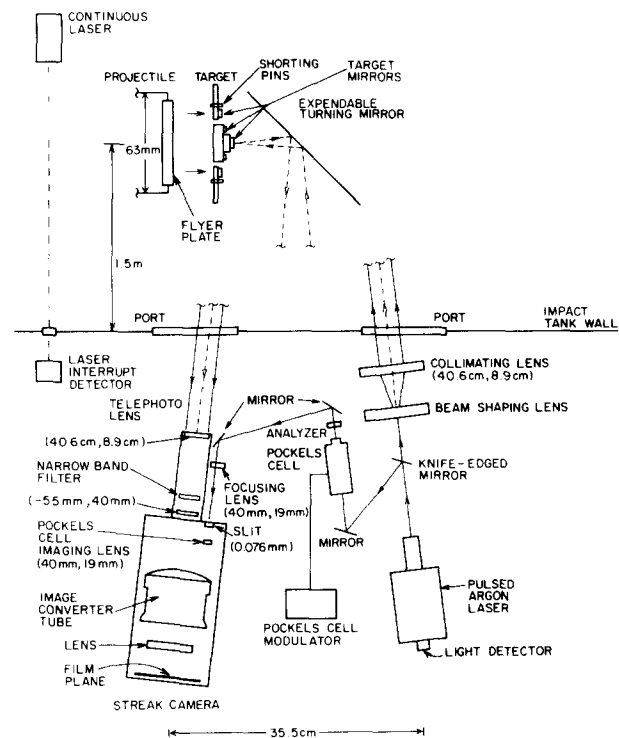 CONTINUOUS
LASER
SHORTING
PINS
TARGET
MIRRORS
PROJECTILE
TARGET
EXPENDABLE
TURNING MIRROR
63mm
FLYER
PLATE
1.5m
PORT
PORT
IMPACT
TANK WALL
LASER
INTERRUPT
DETECTOR
COLLIMATING LENS
(40.6cm, 8.9cm)
TELEPHOTO
LENS
MIRROR
BEAM SHAPING LENS
(40.6cm, 8.9cm)
ANALYZER
POCKELS
CELL
NARROW BAND
FILTER
FOCUSING
LENS
(40mm, 19mm)
KNIFE-EDGED
MIRROR
(-55mm, 40mm)
SLIT
(0.076mm)
MIRROR
POCKELS
CELL
IMAGING LENS
(40mm, 19mm)
PULSED
ARGON
LASER
IMAGE
CONVERTER
TUBE
POCKELS CELL
MODULATOR
LENS
LIGHT DETECTOR
FILM
PLANE
STREAK CAMERA
35.5cm